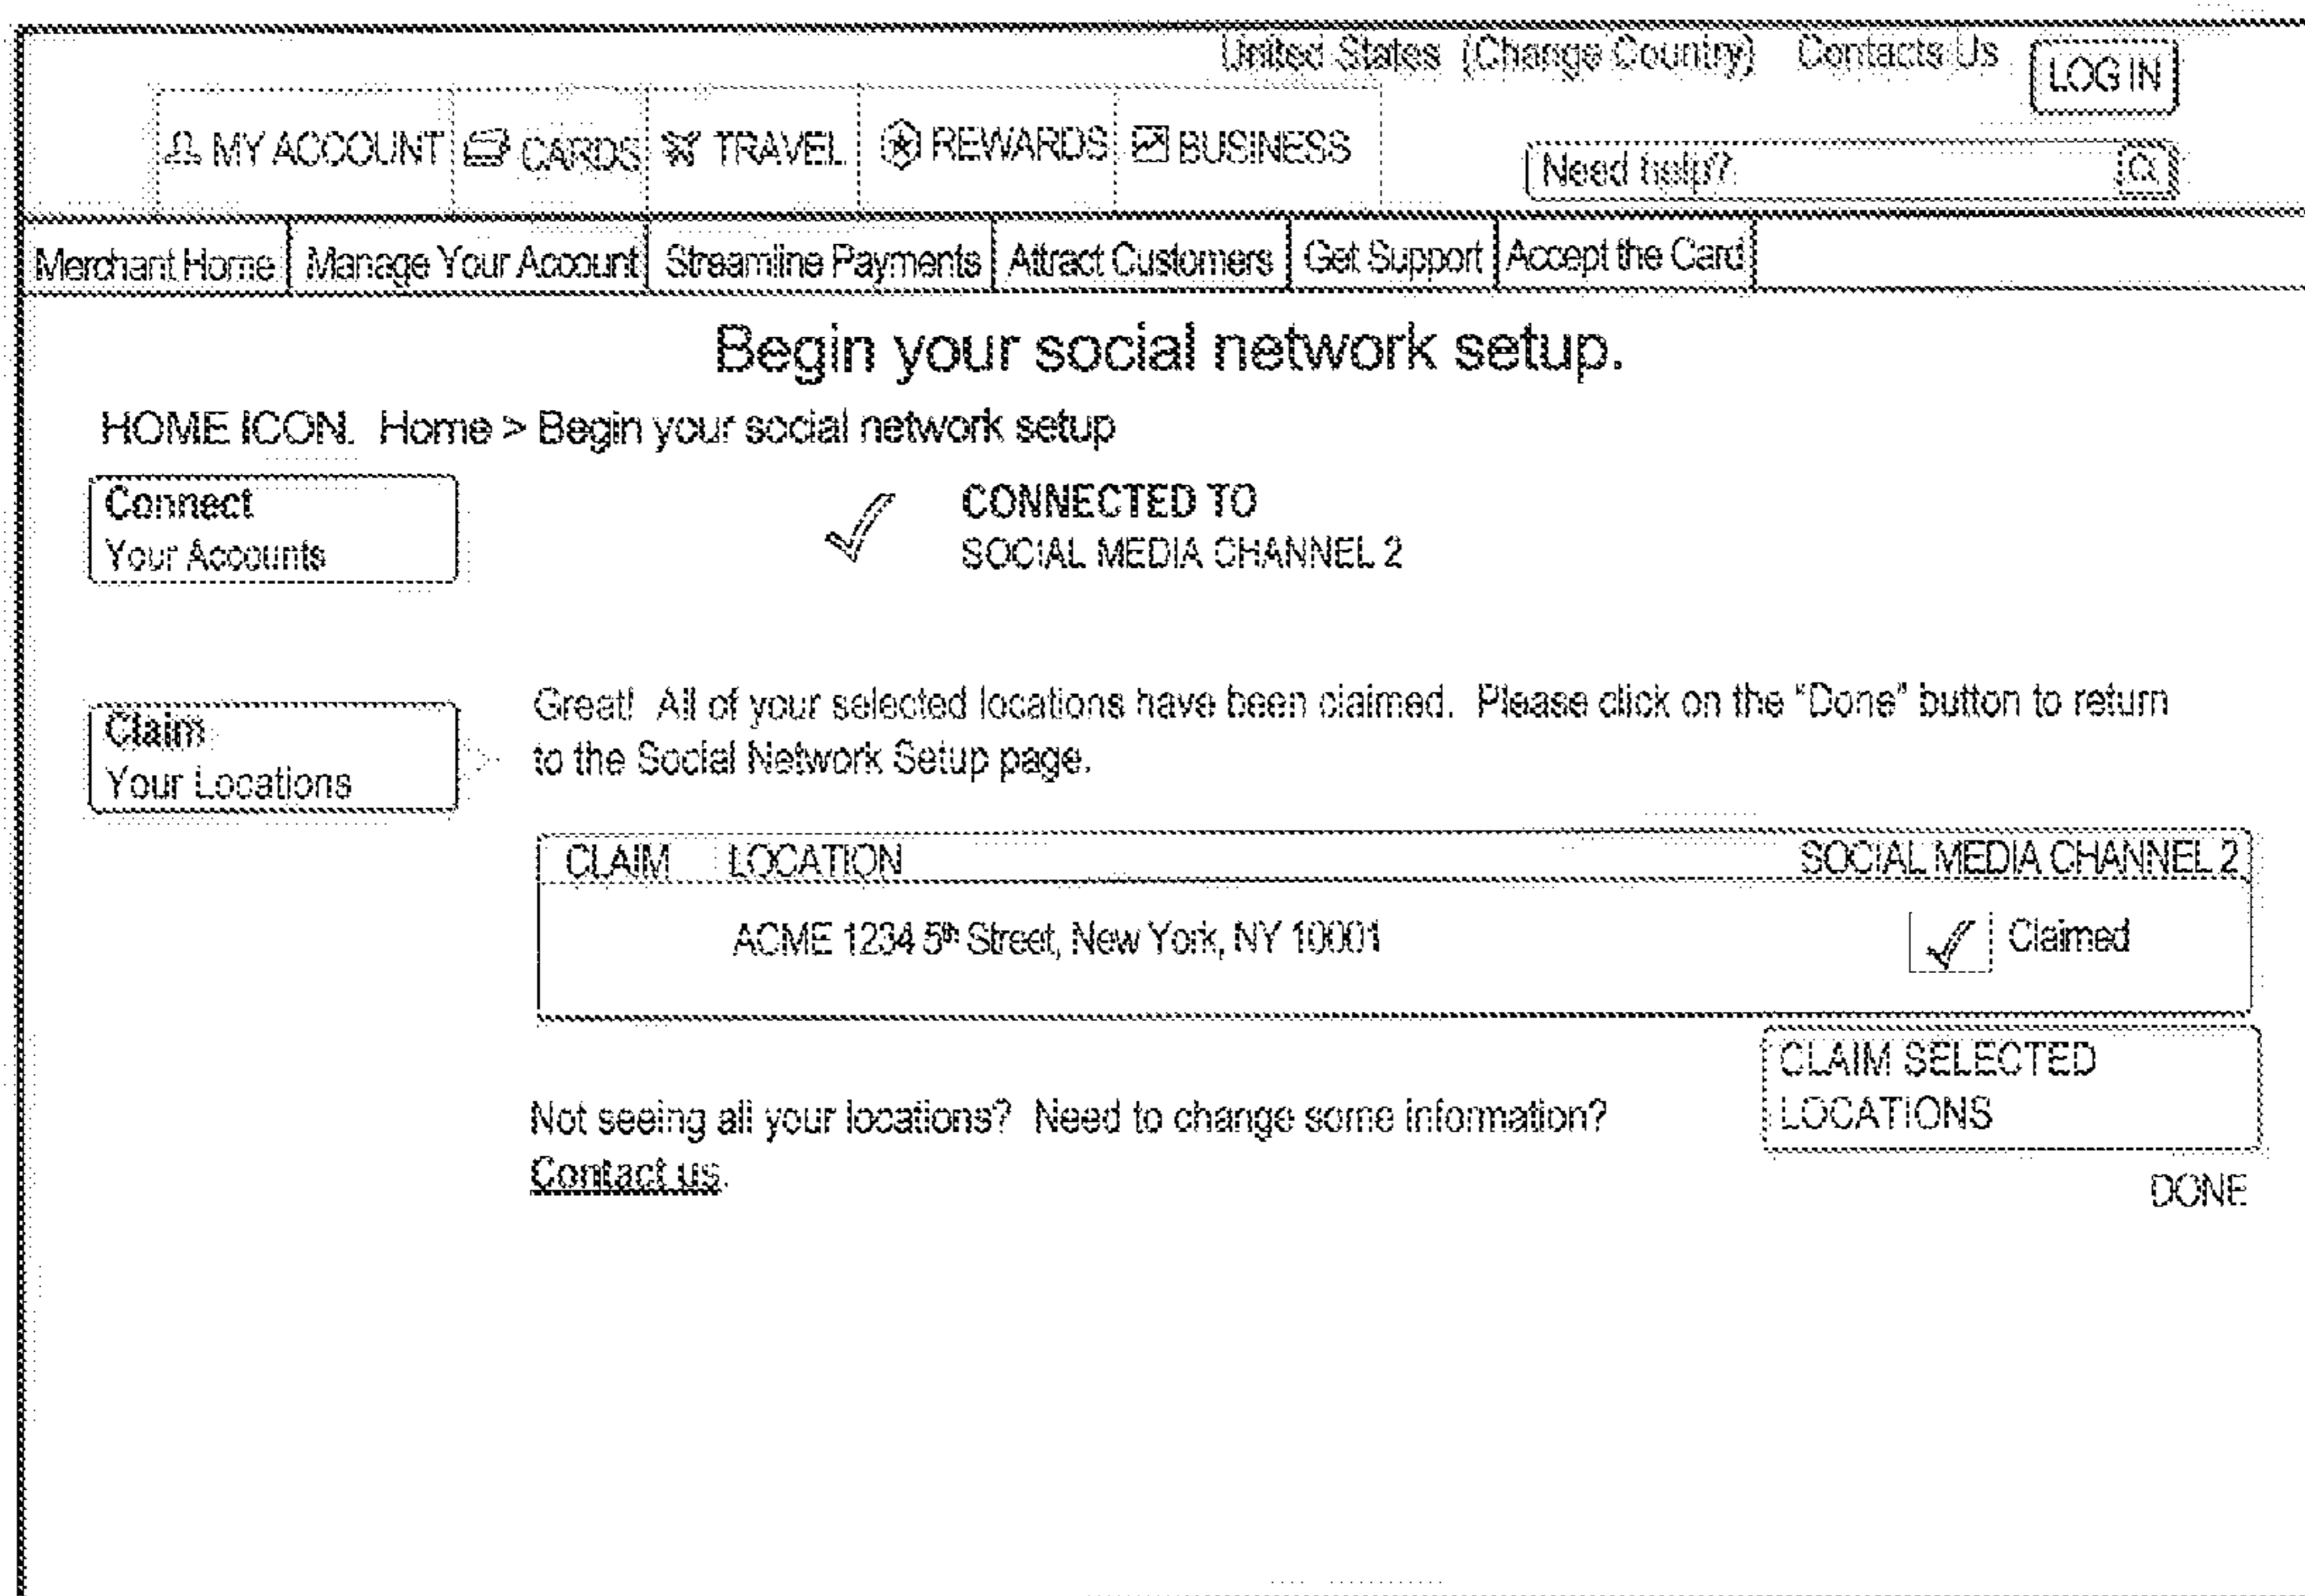 United States (Change Country) Contacts Us LOG IN
MY ACCOUNT CARDS TRAVEL REWARDS BUSINESS
Need help?
Merchant Home Manage Your Account Streamline Payments Attract Customers Get Support Accept the Card
Begin your social network setup.
HOME ICON. Home > Begin your social network setup
Connect
Your Accounts
CONNECTED TO
SOCIAL MEDIA CHANNEL 2
Claim
Your Locations
Great! All of your selected locations have been claimed. Please click on the "Done" button to return
to the Social Network Setup page.
CLAIM LOCATION SOCIAL MEDIA CHANNEL 2
ACME 1234 5th Street, New York, NY 10001 Claimed
CLAIM SELECTED
LOCATIONS
Not seeing all your locations? Need to change some information?
Contact us.
DONE